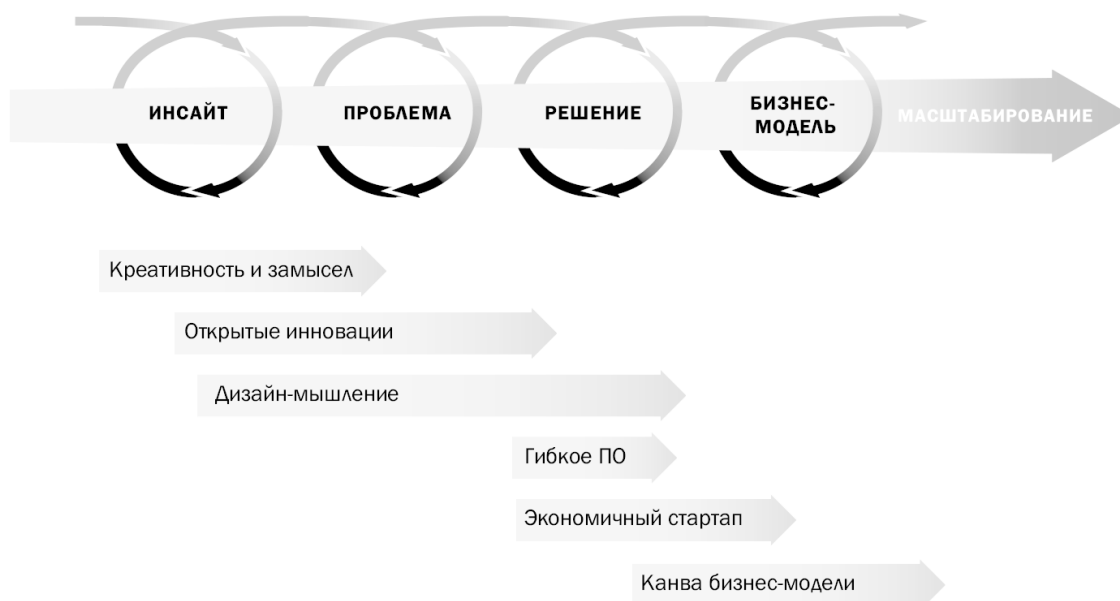 ИНСАЙТ
ПРОБЛЕМА
РЕШЕНИЕ
БИЗНЕС-
МОДЕЛЬ
МАСШТАБИРОВАНИЕ
Креативность и замысел
Открытые инновации
Дизайн-мышление
Гибкое ПО
Экономичный стартап
Канва бизнес-модели